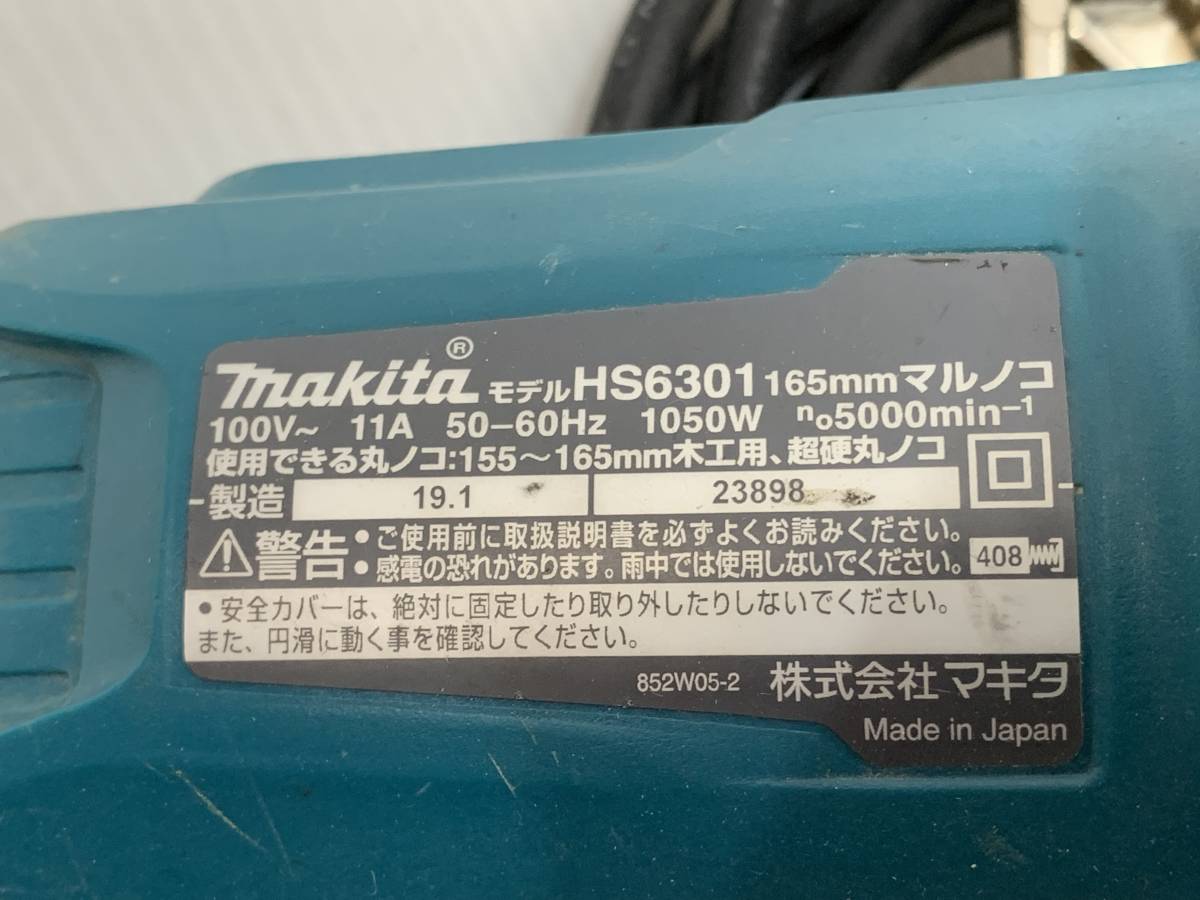 makita® モデルHS6301 165mmマルノコ
100V~ 11A 50-60Hz 1050W n₀5000min⁻¹
使用できる丸ノコ:155〜165mm木工用、超硬丸ノコ
製造 19.1 23898
警告 •ご使用前に取扱説明書を必ずよくお読みください。
•感電の恐れがあります。雨中では使用しないでください。 408
•安全カバーは、絶対に固定したり取り外したりしないでください。
また、円滑に動く事を確認してください。
852W05-2 株式会社マキタ
Made in Japan